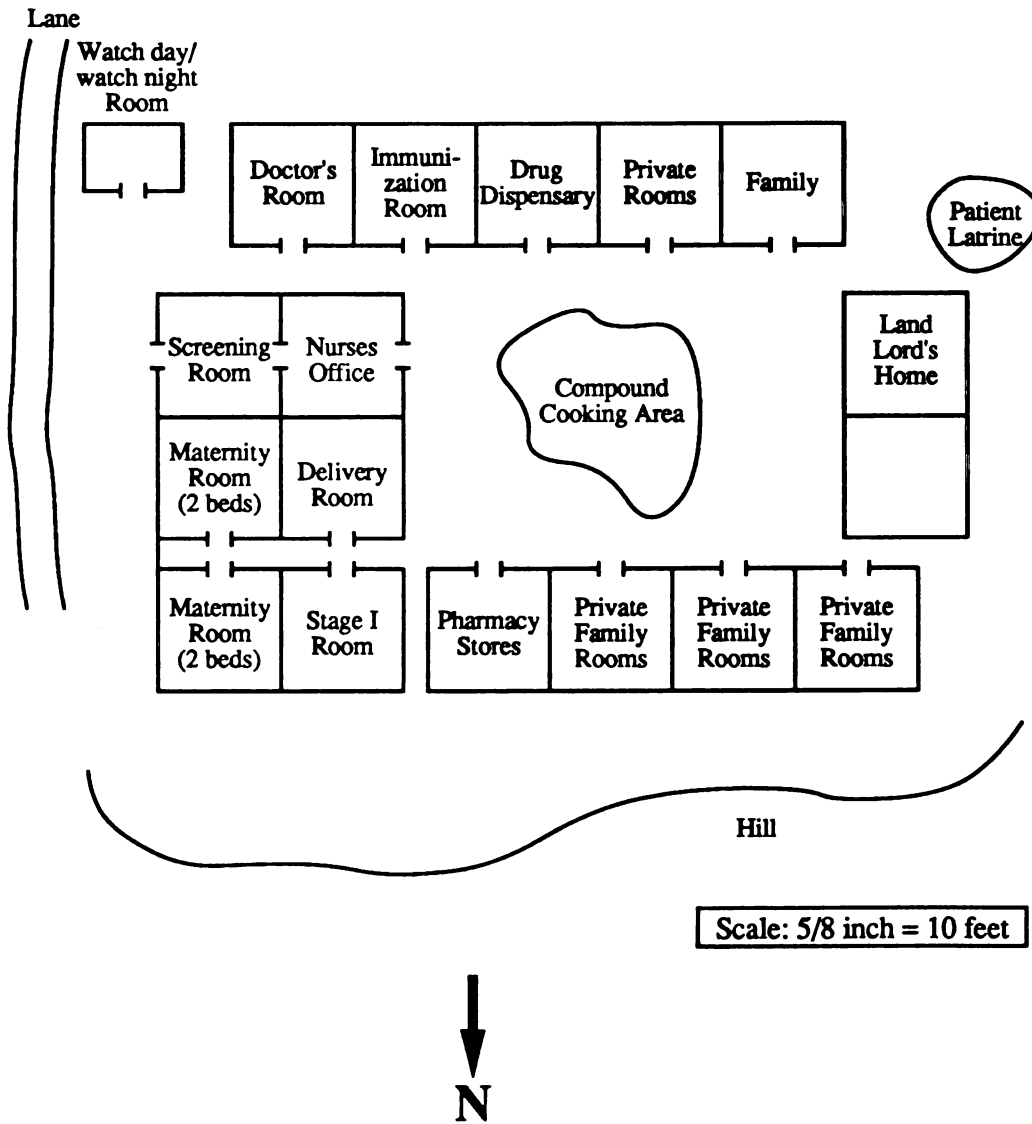 Lane
Watch day/
watch night
Room
Doctor's
Room
Immuni-
zation
Room
Drug
Dispensary
Private
Rooms
Family
Patient
Latrine
Screening
Room
Nurses
Office
Compound
Cooking Area
Land
Lord's
Home
Maternity
Room
(2 beds)
Delivery
Room
Maternity
Room
(2 beds)
Stage I
Room
Pharmacy
Stores
Private
Family
Rooms
Private
Family
Rooms
Private
Family
Rooms
Hill
Scale: 5/8 inch = 10 feet
N